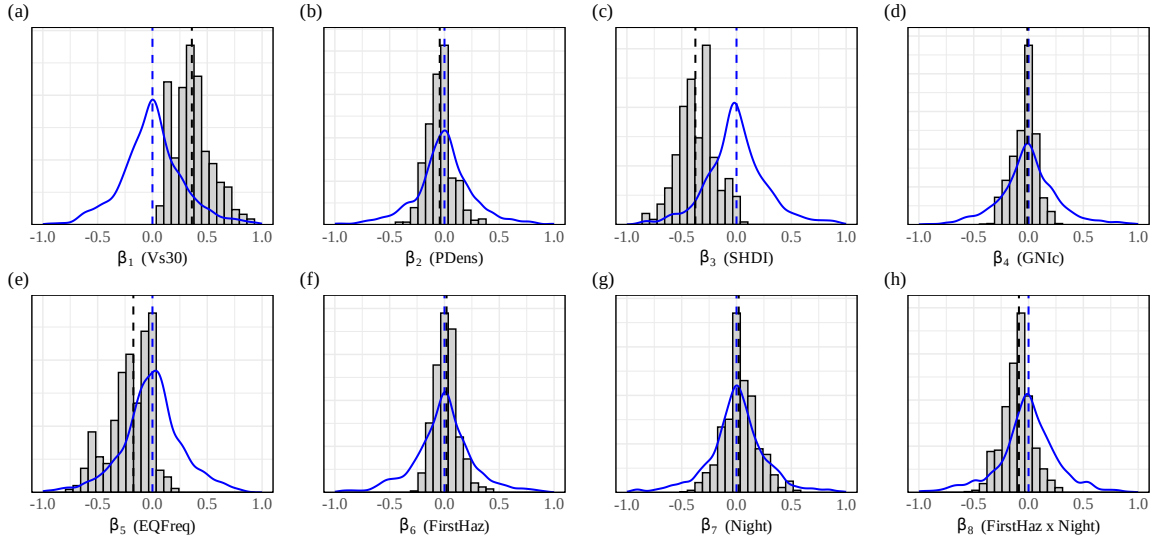 (a) (b) (c) (d)
-1.0 -0.5 0.0 0.5 1.0 -1.0 -0.5 0.0 0.5 1.0 -1.0 -0.5 0.0 0.5 1.0 -1.0 -0.5 0.0 0.5 1.0
β₁ (Vs30) β₂ (PDens) β₃ (SHDI) β₄ (GNIc)
(e) (f) (g) (h)
-1.0 -0.5 0.0 0.5 1.0 -1.0 -0.5 0.0 0.5 1.0 -1.0 -0.5 0.0 0.5 1.0 -1.0 -0.5 0.0 0.5 1.0
β₅ (EQFreq) β₆ (FirstHaz) β₇ (Night) β₈ (FirstHaz x Night)